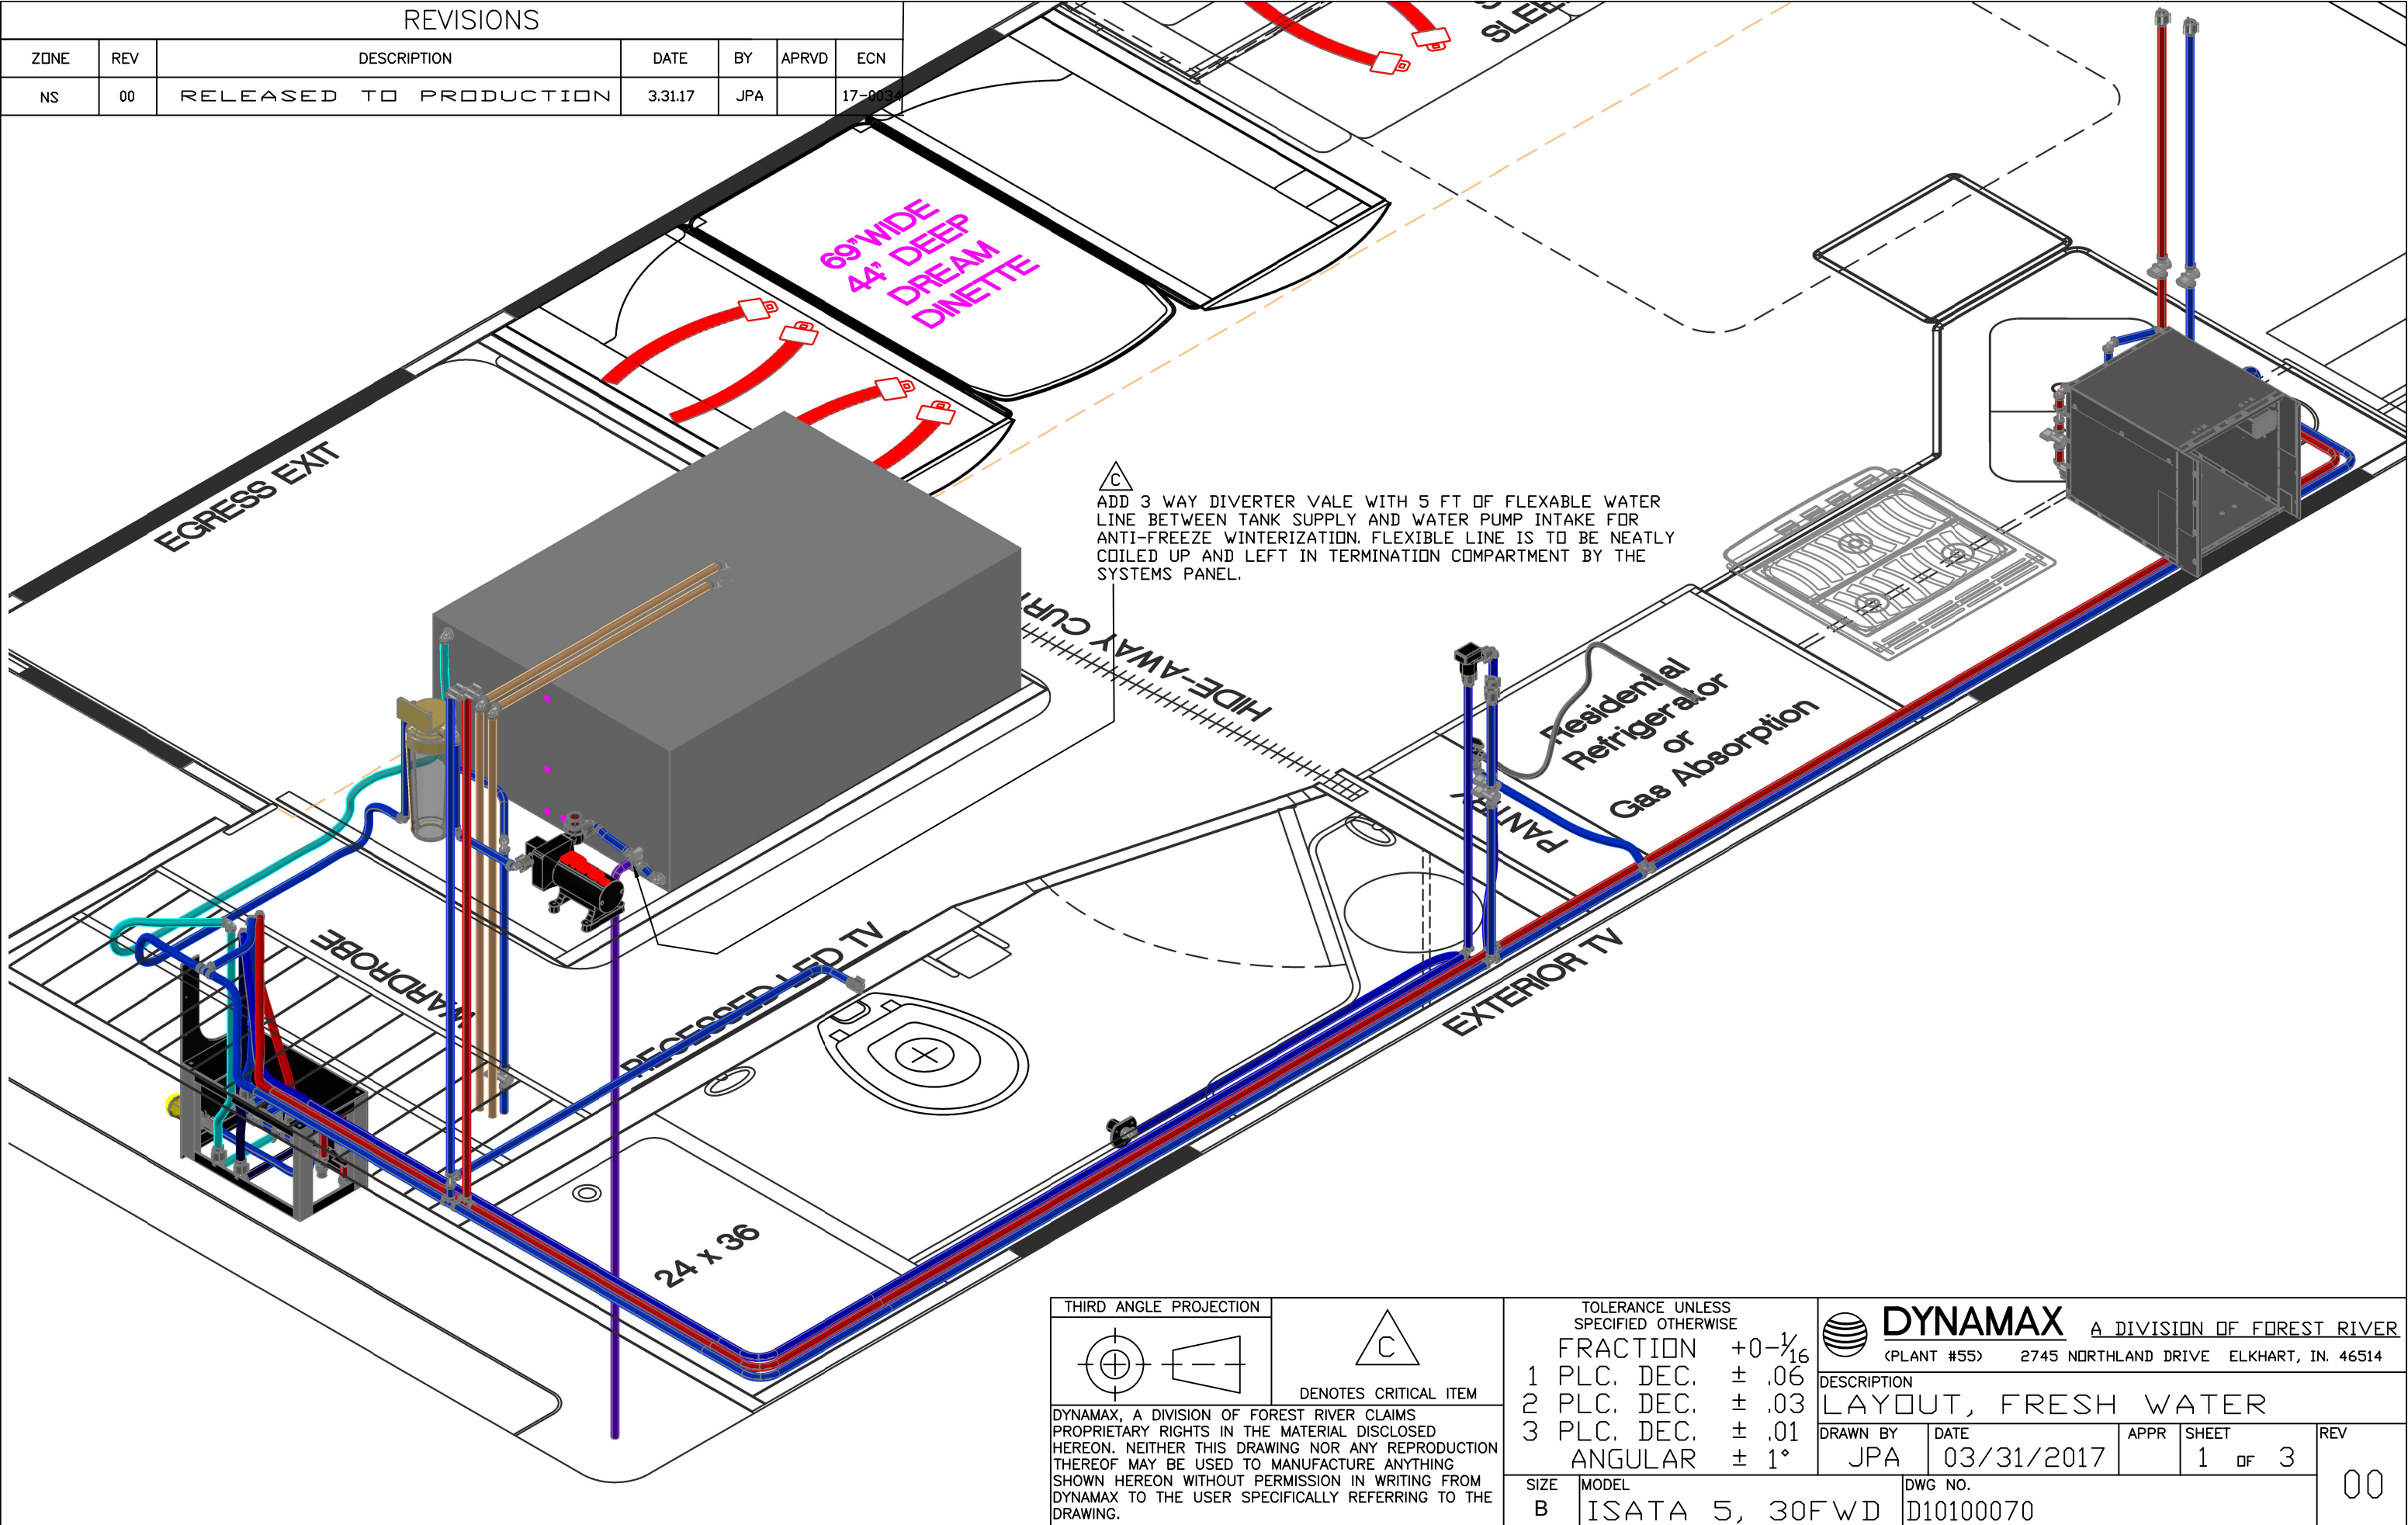 REVISIONS
ZONE REV DESCRIPTION DATE BY APRVD ECN
NS 00 RELEASED TO PRODUCTION 3.31.17 JPA 17-0034
69"WIDE
44" DEEP
DREAM
DINETTE
EGRESS EXIT
C
ADD 3 WAY DIVERTER VALE WITH 5 FT OF FLEXABLE WATER
LINE BETWEEN TANK SUPPLY AND WATER PUMP INTAKE FOR
ANTI-FREEZE WINTERIZATION. FLEXIBLE LINE IS TO BE NEATLY
COILED UP AND LEFT IN TERMINATION COMPARTMENT BY THE
SYSTEMS PANEL.
HIDE-AWAY
Residental
Refrigerator
or
Gas Absorption
PANTRY
WARDROBE
RECESSED LED TV
EXTERIOR TV
24 x 36
THIRD ANGLE PROJECTION
C
DENOTES CRITICAL ITEM
DYNAMAX, A DIVISION OF FOREST RIVER CLAIMS
PROPRIETARY RIGHTS IN THE MATERIAL DISCLOSED
HEREON. NEITHER THIS DRAWING NOR ANY REPRODUCTION
THEREOF MAY BE USED TO MANUFACTURE ANYTHING
SHOWN HEREON WITHOUT PERMISSION IN WRITING FROM
DYNAMAX TO THE USER SPECIFICALLY REFERRING TO THE
DRAWING.
TOLERANCE UNLESS
SPECIFIED OTHERWISE
FRACTION +0-1/16
1 PLC. DEC. ± .06
2 PLC. DEC. ± .03
3 PLC. DEC. ± .01
ANGULAR ± 1°
DYNAMAX A DIVISION OF FOREST RIVER
(PLANT #55) 2745 NORTHLAND DRIVE ELKHART, IN. 46514
DESCRIPTION
LAYOUT, FRESH WATER
DRAWN BY DATE APPR SHEET REV
JPA 03/31/2017 1 OF 3 00
SIZE MODEL DWG NO.
B ISATA 5, 30FWD D10100070